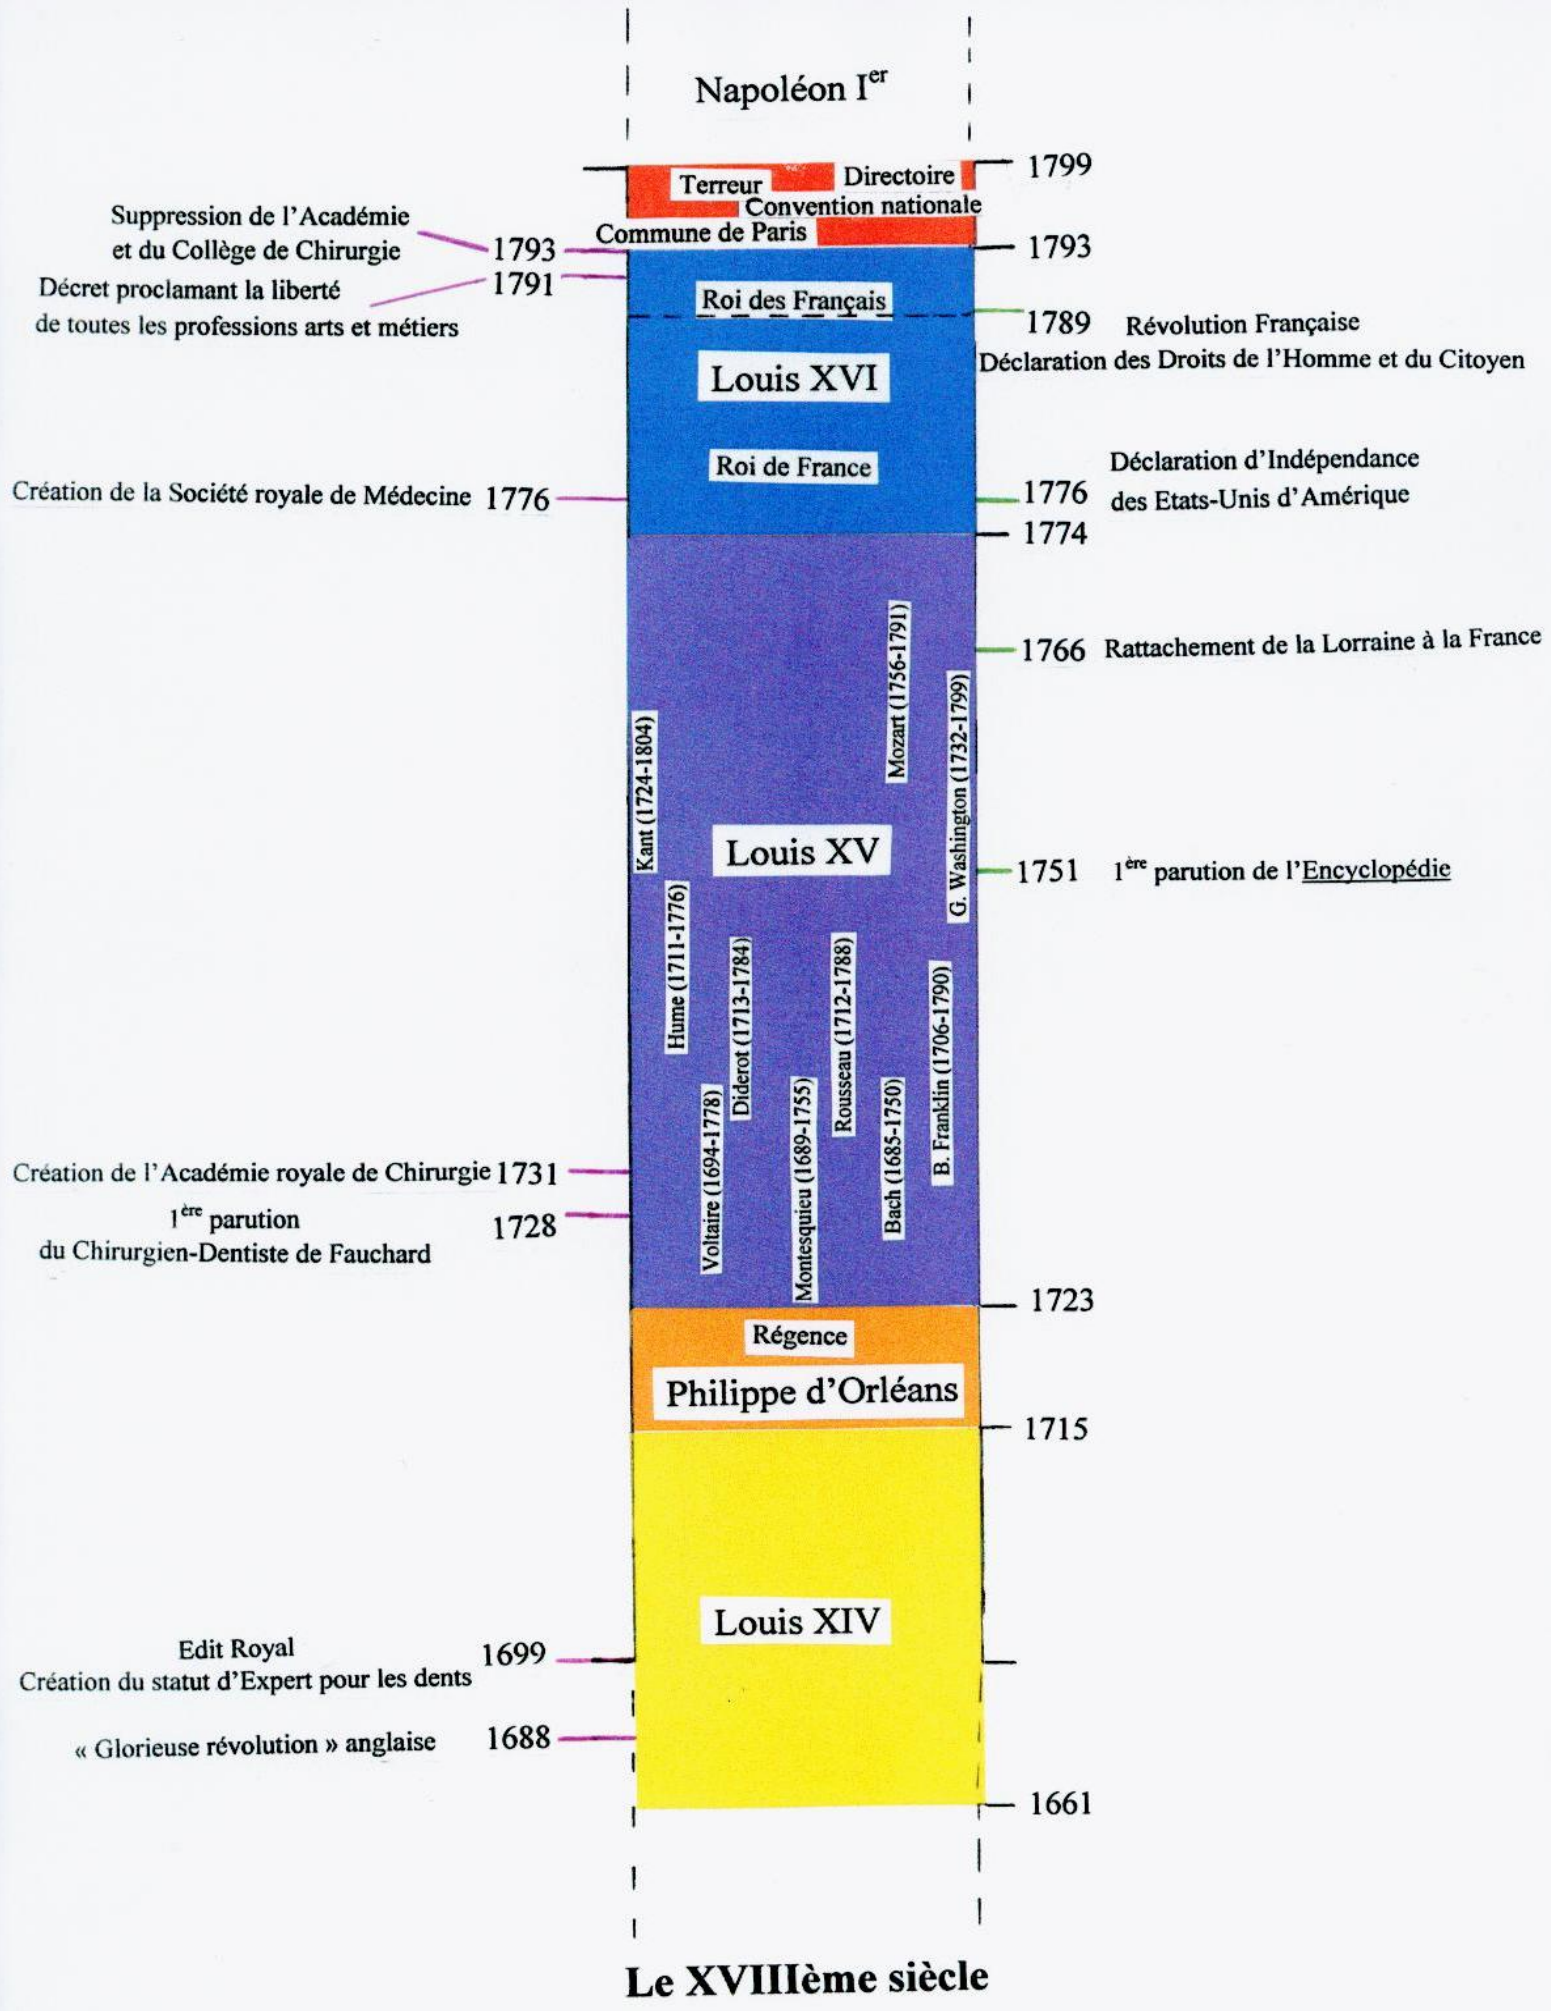 Napoléon Ier
1799
Terreur
Directoire
Convention nationale
Commune de Paris
Suppression de l'Académie
et du Collège de Chirurgie
1793
1793
Décret proclamant la liberté
de toutes les professions arts et métiers
1791
Roi des Français
1789 Révolution Française
Déclaration des Droits de l'Homme et du Citoyen
Louis XVI
Roi de France
Création de la Société royale de Médecine 1776
1776
Déclaration d'Indépendance
des Etats-Unis d'Amérique
1774
Mozart (1756-1791)
1766 Rattachement de la Lorraine à la France
G. Washington (1732-1799)
Kant (1724-1804)
Louis XV
1751 1ère parution de l'Encyclopédie
Hume (1711-1776)
Diderot (1713-1784)
Rousseau (1712-1788)
B. Franklin (1706-1790)
Voltaire (1694-1778)
Montesquieu (1689-1755)
Bach (1685-1750)
Création de l'Académie royale de Chirurgie 1731
1ère parution
du Chirurgien-Dentiste de Fauchard
1728
1723
Régence
Philippe d'Orléans
1715
Louis XIV
Edit Royal
Création du statut d'Expert pour les dents
1699
« Glorieuse révolution » anglaise 1688
1661
Le XVIIIème siècle